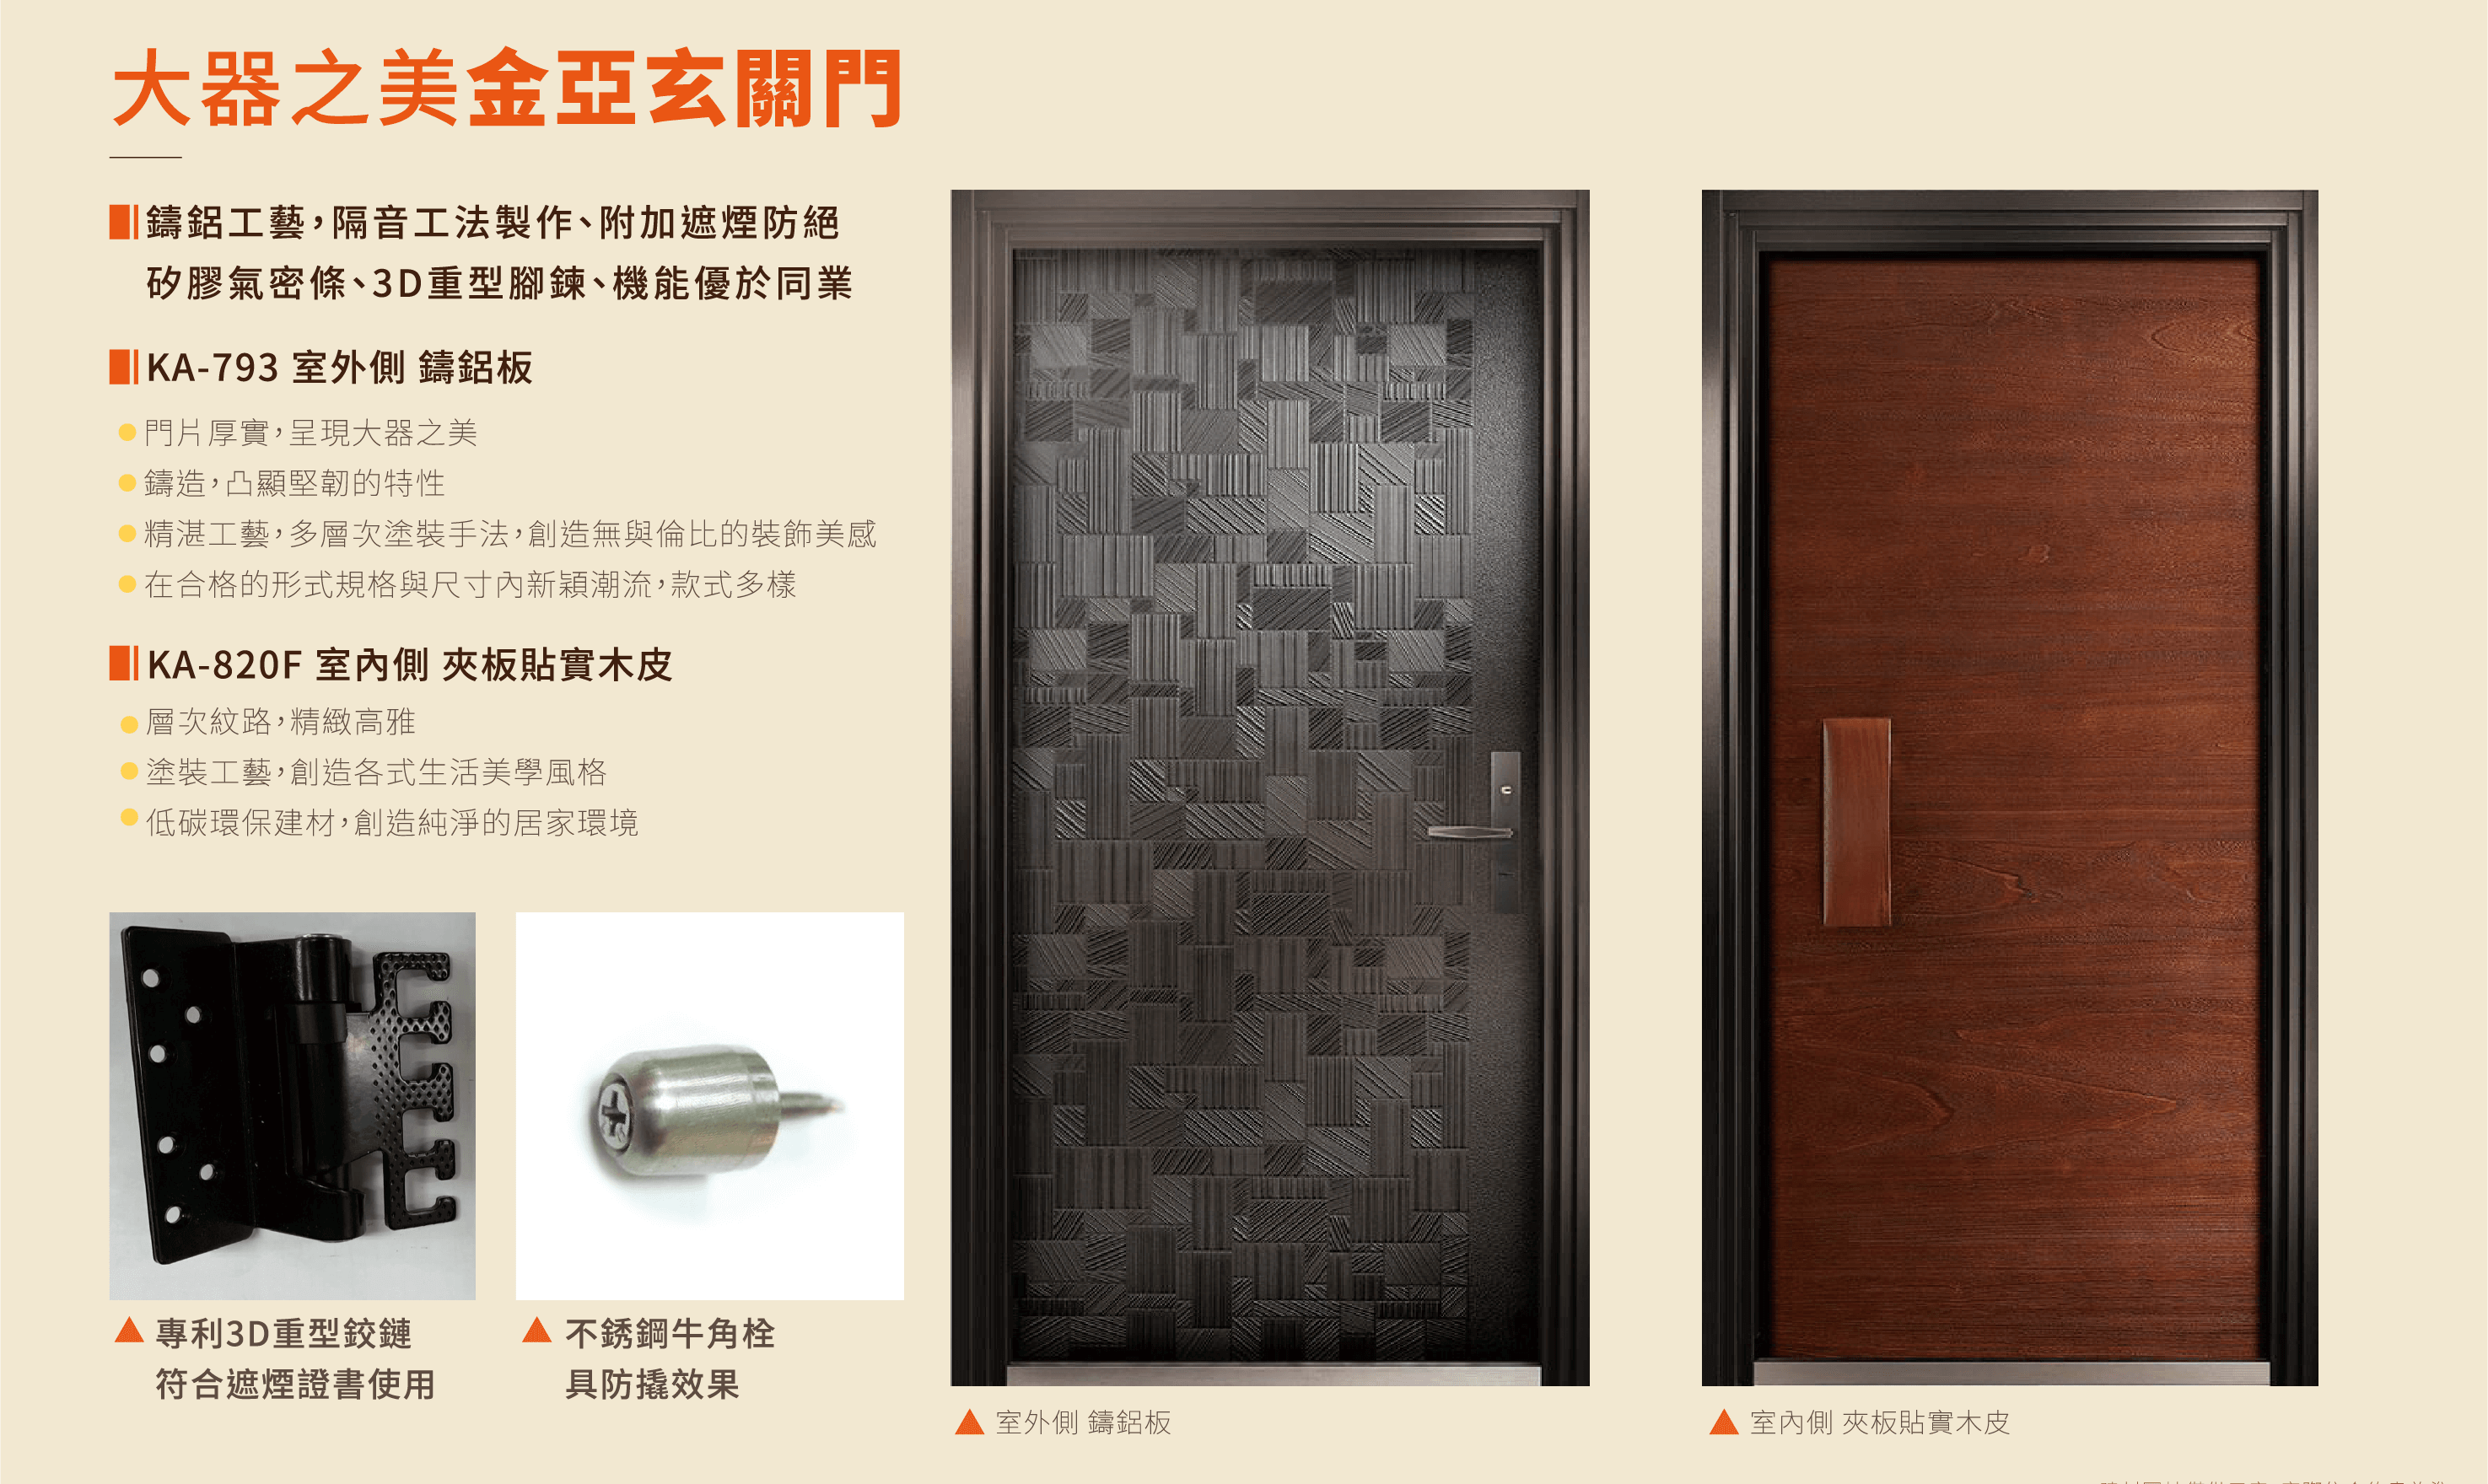 大器之美金亞玄關門
鑄鋁工藝，隔音工法製作、附加遮煙防絕
矽膠氣密條、3D重型腳鍊、機能優於同業
KA-793 室外側 鑄鋁板
門片厚實，呈現大器之美
鑄造，凸顯堅韌的特性
精湛工藝，多層次塗裝手法，創造無與倫比的裝飾美感
在合格的形式規格與尺寸內新穎潮流，款式多樣
KA-820F 室內側 夾板貼實木皮
層次紋路，精緻高雅
塗裝工藝，創造各式生活美學風格
低碳環保建材，創造純淨的居家環境
專利3D重型鉸鏈
符合遮煙證書使用
不銹鋼牛角栓
具防撬效果
室外側 鑄鋁板
室內側 夾板貼實木皮